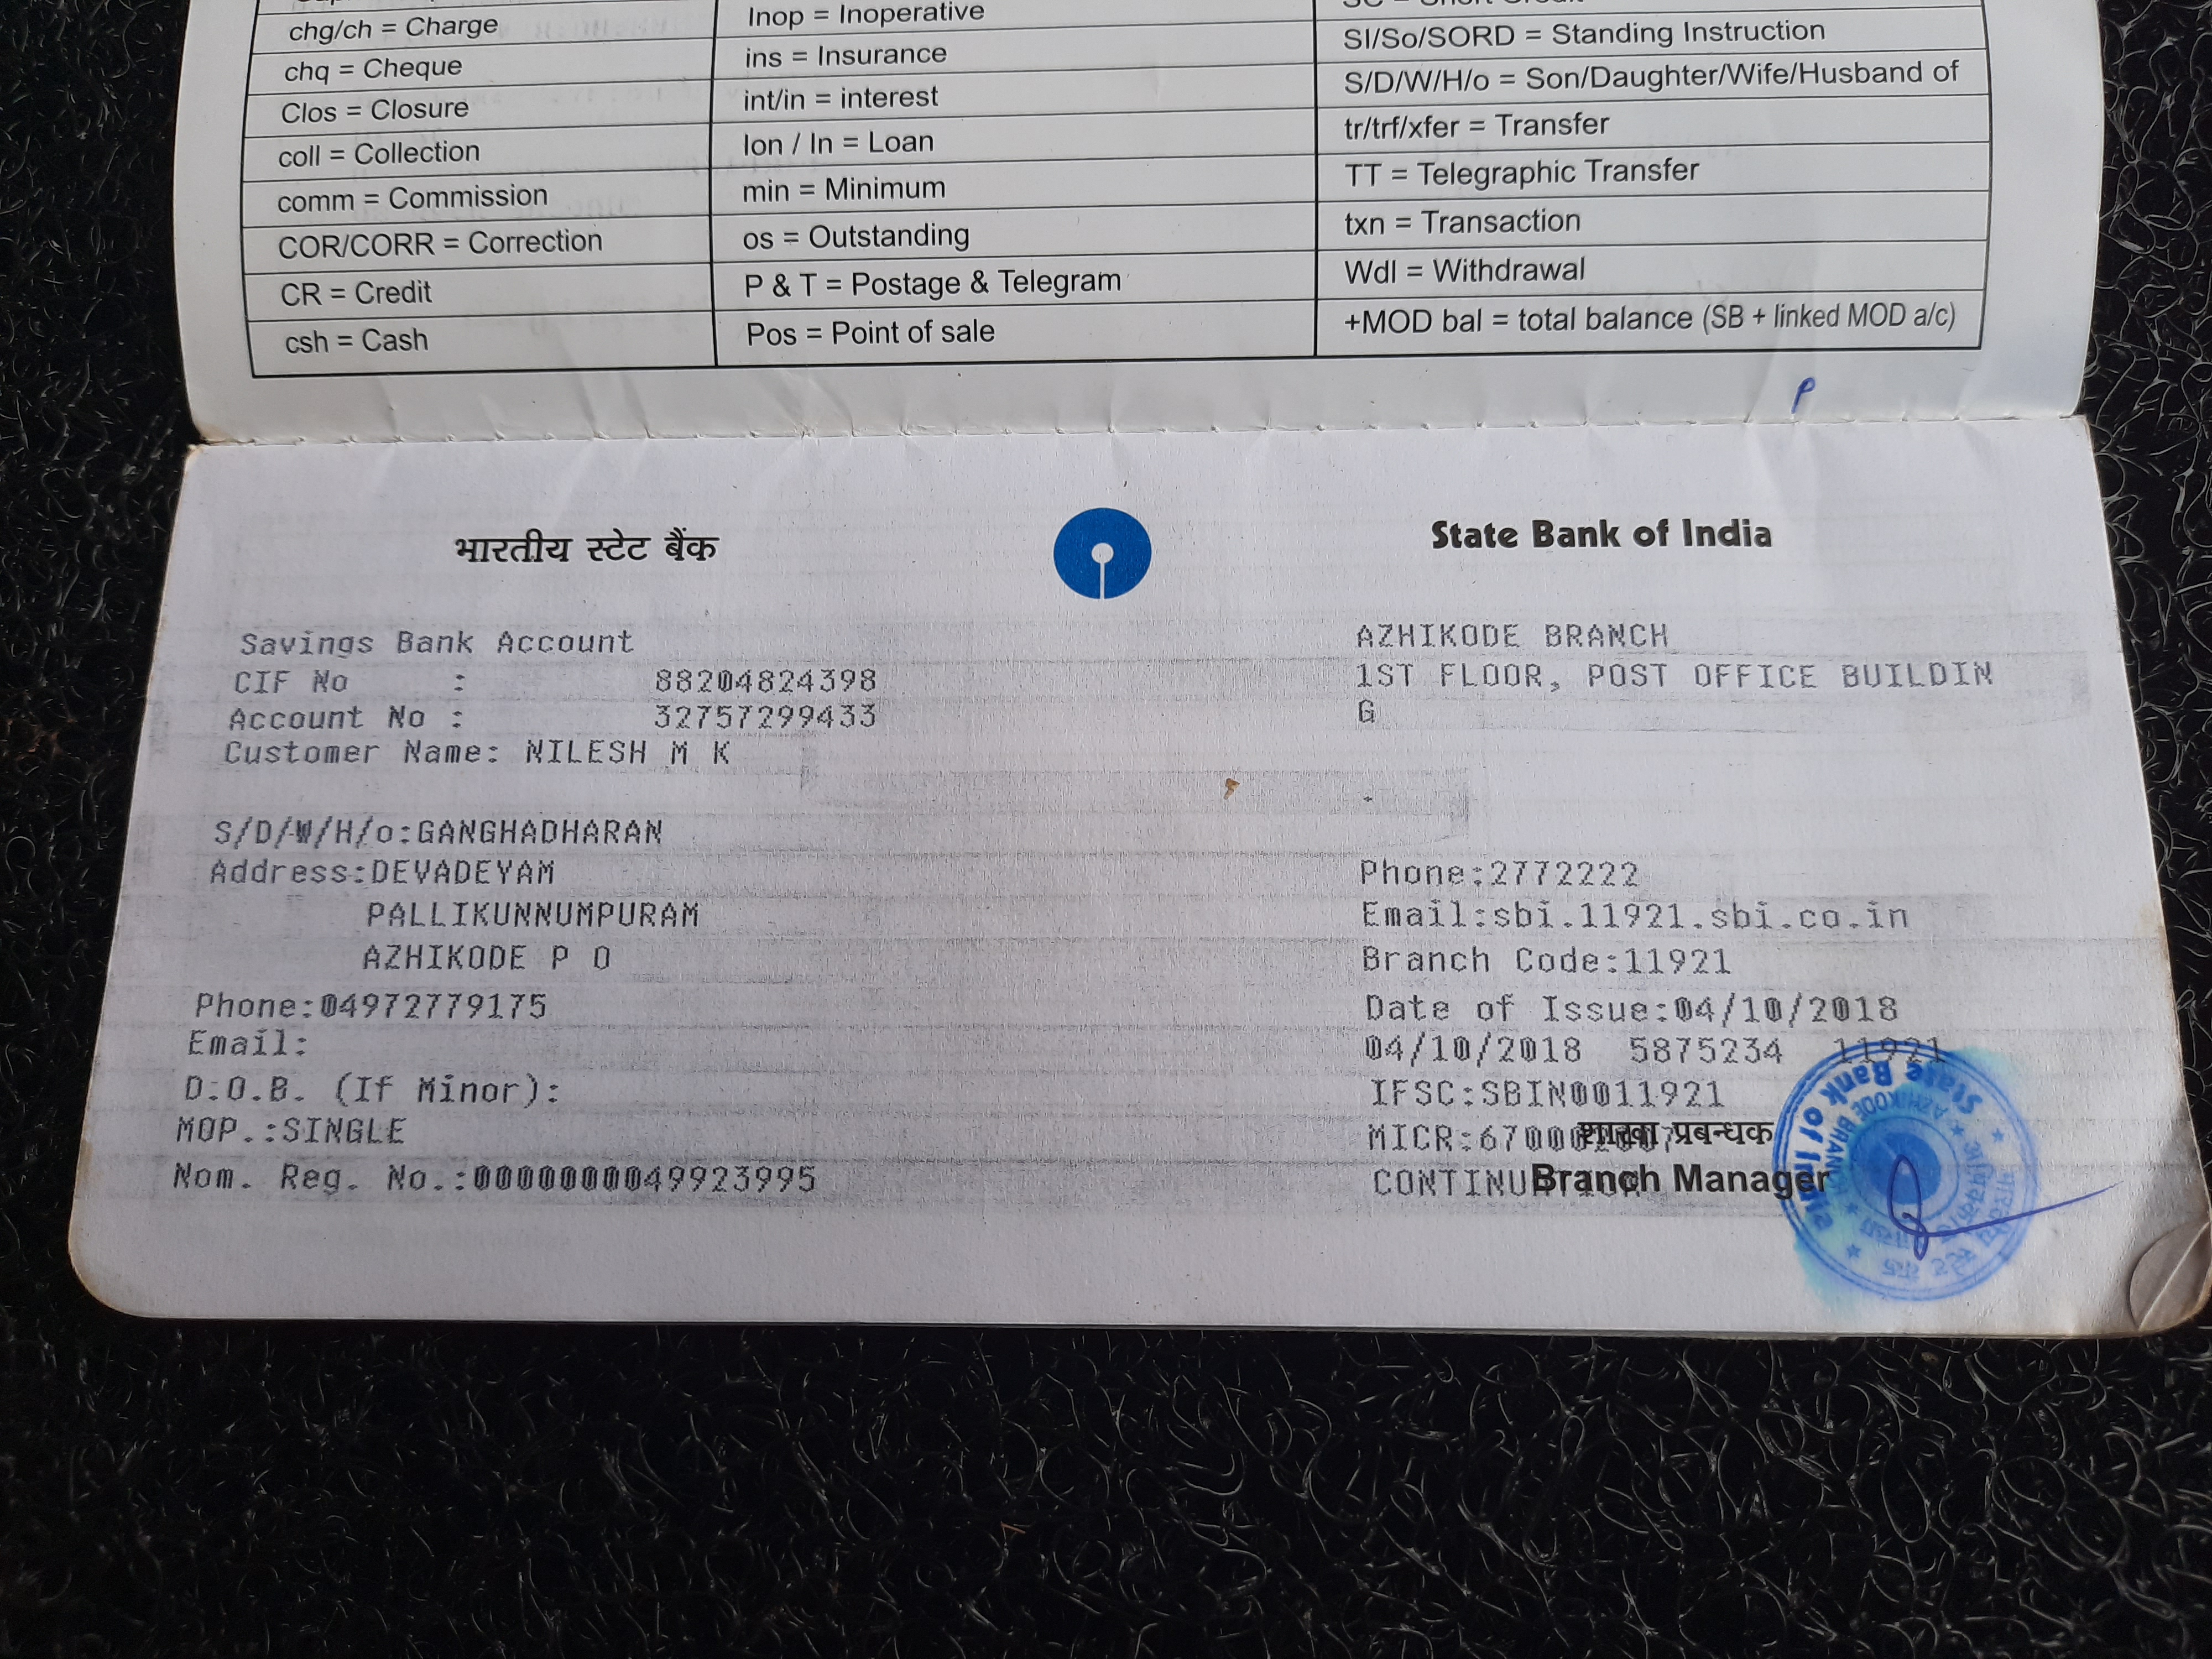 भारतीय स्टेट बैंक
State Bank of India
Savings Bank Account
CIF No : 88204824398
Account No : 32757299433
Customer Name: NILESH M K
S/D/W/H/o:GANGHADHARAN
Address:DEVADEYAM
PALLIKUNNUMPURAM
AZHIKODE P O
Phone:04972779175
Email:
D.O.B. (If Minor):
MOP.:SINGLE
Nom. Reg. No.:0000000049923995
AZHIKODE BRANCH
1ST FLOOR, POST OFFICE BUILDIN
G
Phone:2772222
Email:sbi.11921.sbi.co.in
Branch Code:11921
Date of Issue:04/10/2018
04/10/2018 5875234 11921
IFSC:SBIN0011921
शाखा प्रबन्धक
Branch Manager
State Bank of India
AZHIKODE BRANCH
Inop = Inoperative
chg/ch = Charge
SI/So/SORD = Standing Instruction
chq = Cheque
ins = Insurance
S/D/W/H/o = Son/Daughter/Wife/Husband of
Clos = Closure
int/in = interest
tr/trf/xfer = Transfer
coll = Collection
lon / ln = Loan
TT = Telegraphic Transfer
comm = Commission
min = Minimum
txn = Transaction
COR/CORR = Correction
os = Outstanding
Wdl = Withdrawal
CR = Credit
P & T = Postage & Telegram
+MOD bal = total balance (SB + linked MOD a/c)
csh = Cash
Pos = Point of sale